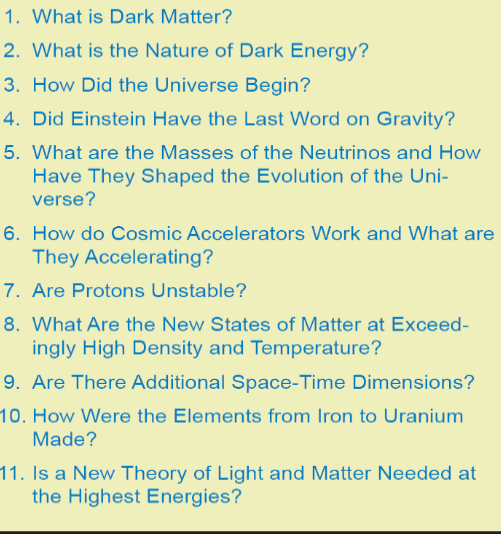 1. What is Dark Matter?
2. What is the Nature of Dark Energy?
3. How Did the Universe Begin?
4. Did Einstein Have the Last Word on Gravity?
5. What are the Masses of the Neutrinos and How
Have They Shaped the Evolution of the Uni-
verse?
6. How do Cosmic Accelerators Work and What are
They Accelerating?
7. Are Protons Unstable?
8. What Are the New States of Matter at Exceed-
ingly High Density and Temperature?
9. Are There Additional Space-Time Dimensions?
10. How Were the Elements from Iron to Uranium
Made?
11. Is a New Theory of Light and Matter Needed at
the Highest Energies?